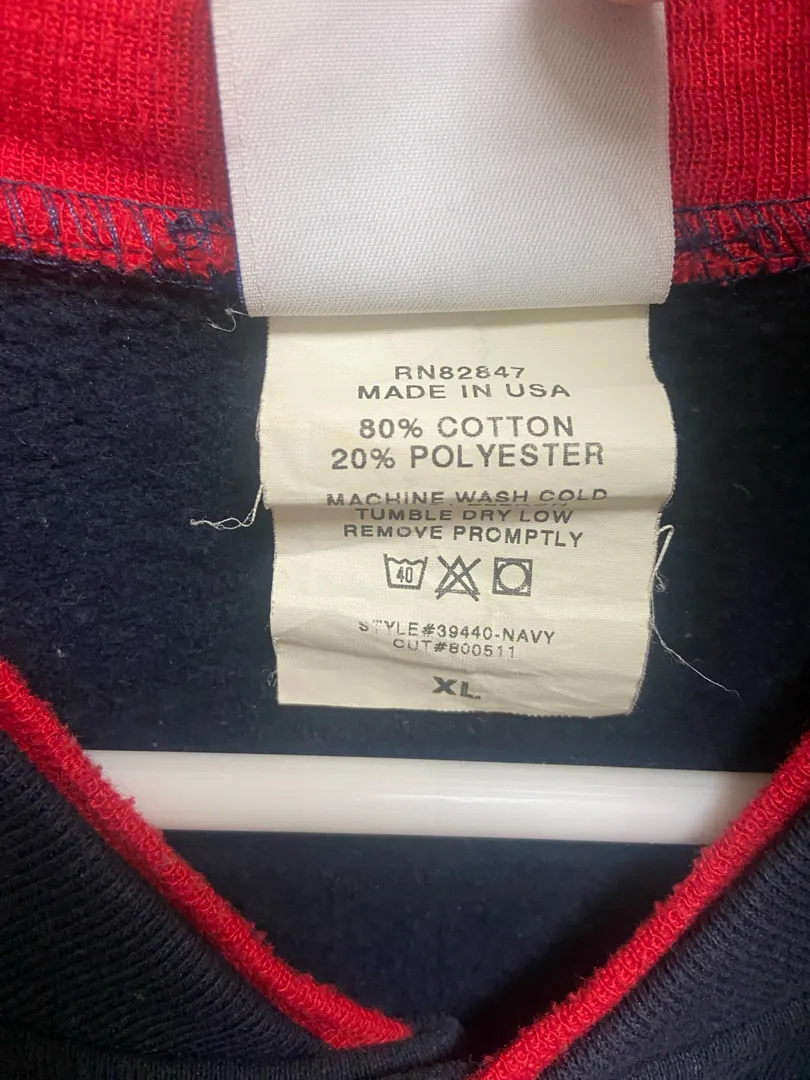 RN82847
MADE IN USA
80% COTTON
20% POLYESTER
MACHINE WASH COLD
TUMBLE DRY LOW
REMOVE PROMPTLY
40
STYLE#39440-NAVY
CUT#800511
XL